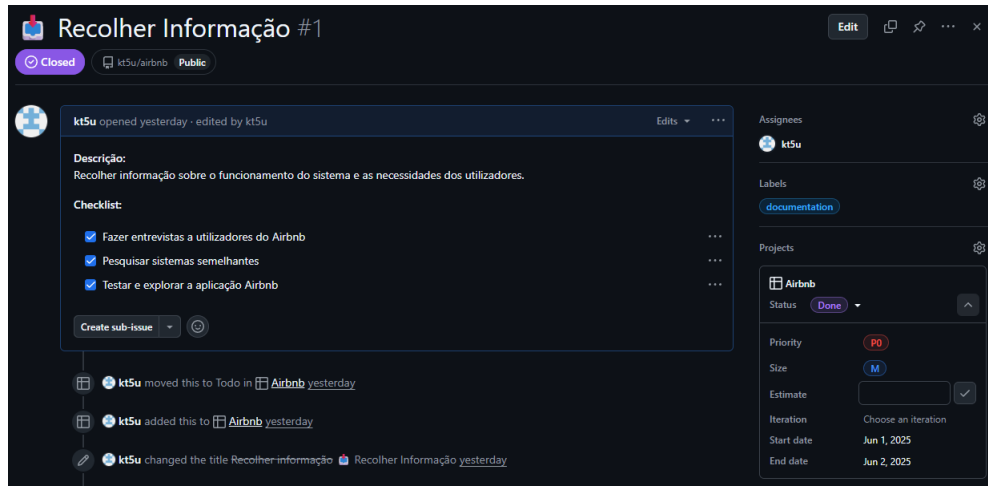 📥 Recolher Informação #1
Edit
Closed
kt5u/airbnb Public
kt5u opened yesterday · edited by kt5u
Edits
Descrição:
Recolher informação sobre o funcionamento do sistema e as necessidades dos utilizadores.
Checklist:
Fazer entrevistas a utilizadores do Airbnb
Pesquisar sistemas semelhantes
Testar e explorar a aplicação Airbnb
Create sub-issue
kt5u moved this to Todo in Airbnb yesterday
kt5u added this to Airbnb yesterday
kt5u changed the title Recolher informação 📥 Recolher Informação yesterday
Assignees
kt5u
Labels
documentation
Projects
Airbnb
Status Done
Priority P0
Size M
Estimate
Iteration Choose an iteration
Start date Jun 1, 2025
End date Jun 2, 2025